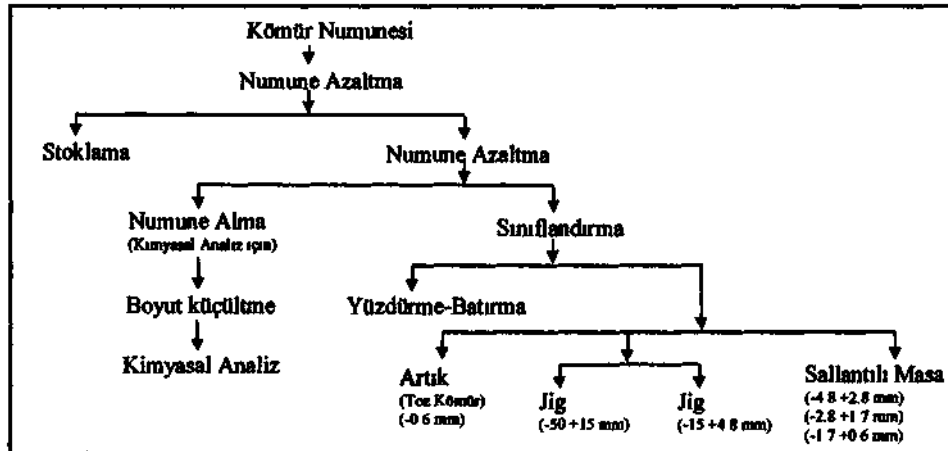 Kömür Numunesi
Numune Azaltma
Stoklama
Numune Azaltma
Numune Alma
(Kımyasal Analiz için)
Sınıflandırma
Boyut küçültme
Yüzdürme-Batırma
Kimyasal Analiz
Artık
(Toz Kömür)
(-0 6 mm)
Jig
(-50 +15 mm)
Jig
(-15 +4 8 mm)
Sallantılı Masa
(-4 8 +2.8 mm)
(-2.8 +1 7 mm)
(-1 7 +0 6 mm)